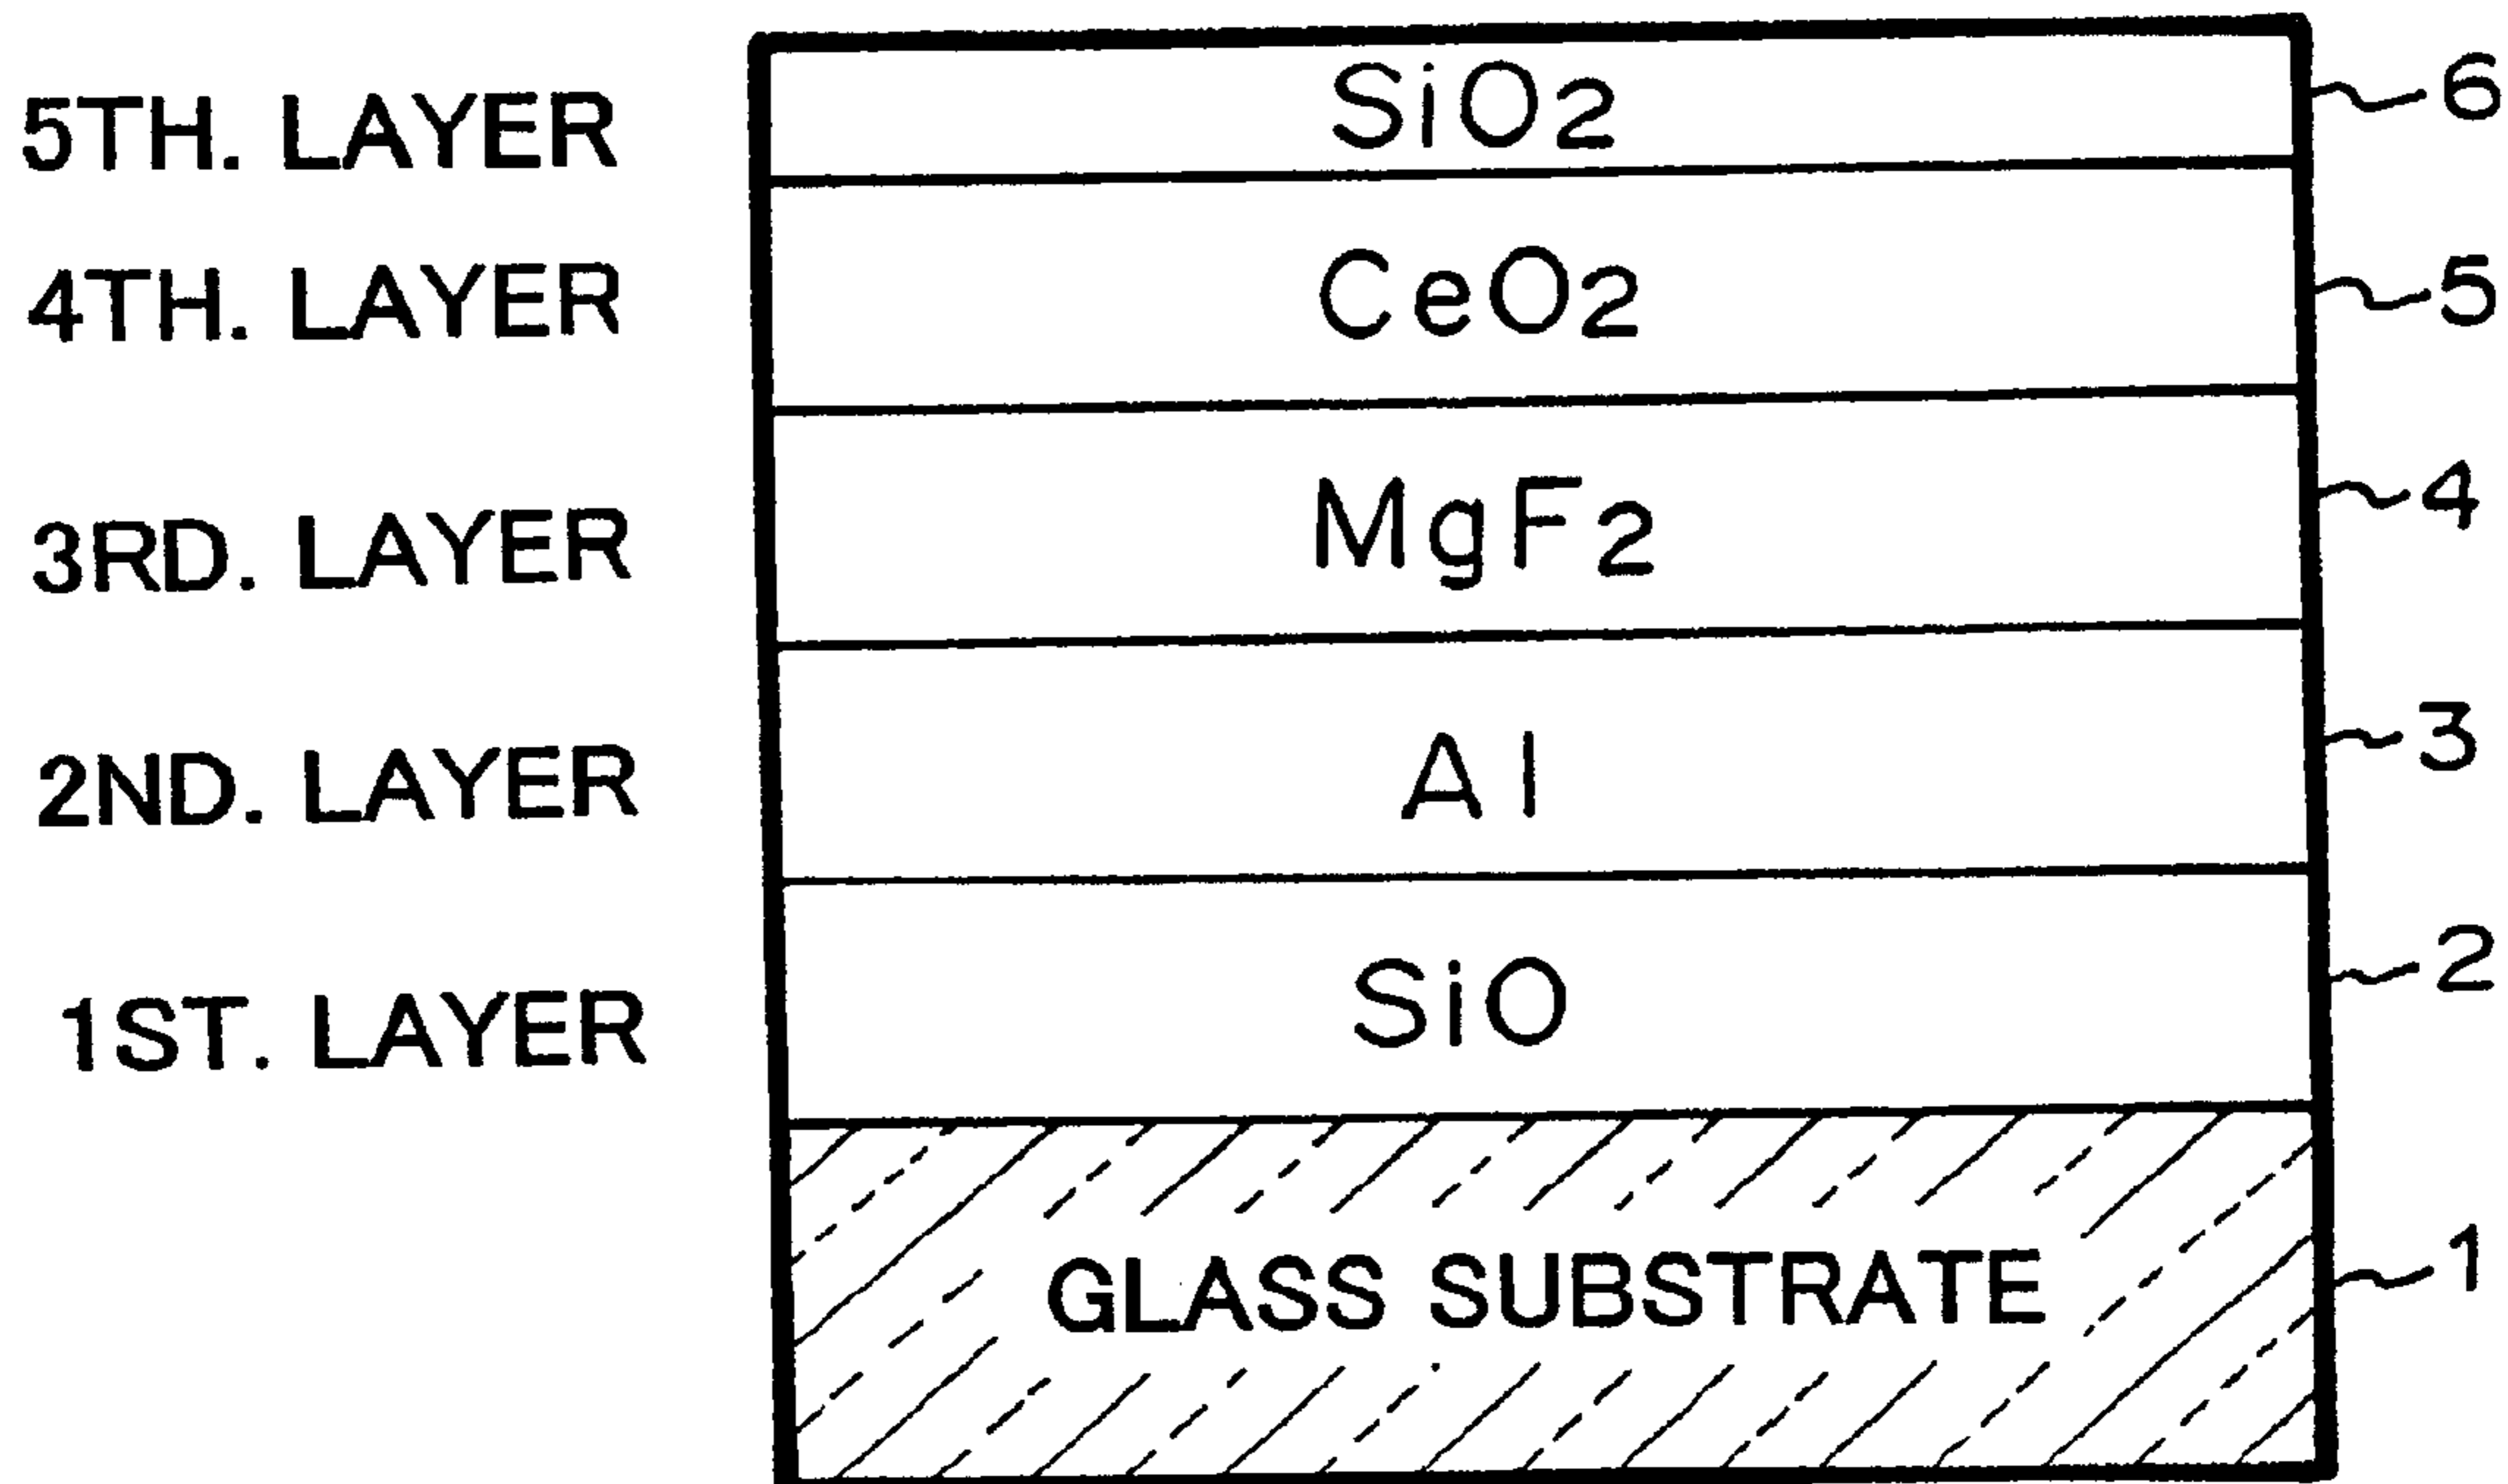 5TH. LAYER SiO2 6
4TH. LAYER CeO2 5
3RD. LAYER MgF2 4
2ND. LAYER Al 3
1ST. LAYER SiO 2
GLASS SUBSTRATE 1